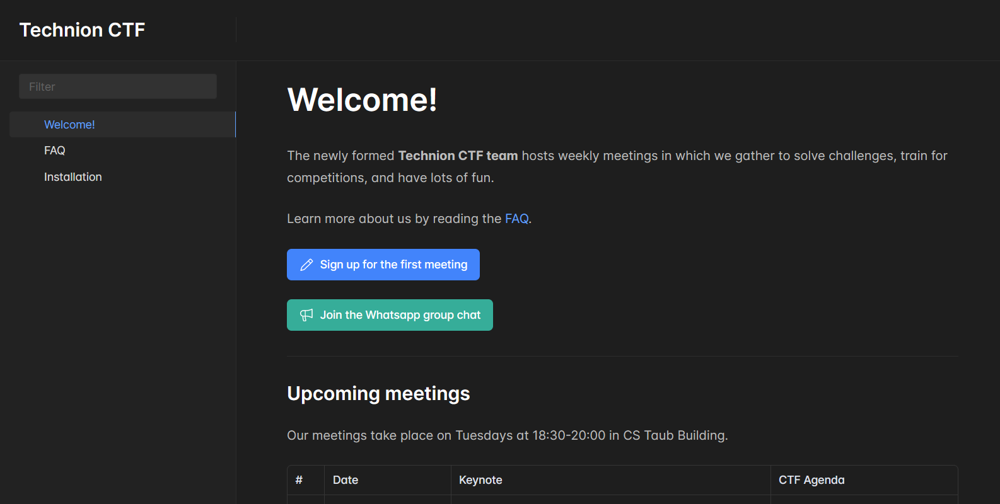 Technion CTF
Filter
Welcome!
FAQ
Installation
Welcome!
The newly formed Technion CTF team hosts weekly meetings in which we gather to solve challenges, train for
competitions, and have lots of fun.
Learn more about us by reading the FAQ.
Sign up for the first meeting
Join the Whatsapp group chat
Upcoming meetings
Our meetings take place on Tuesdays at 18:30-20:00 in CS Taub Building.
# Date Keynote CTF Agenda